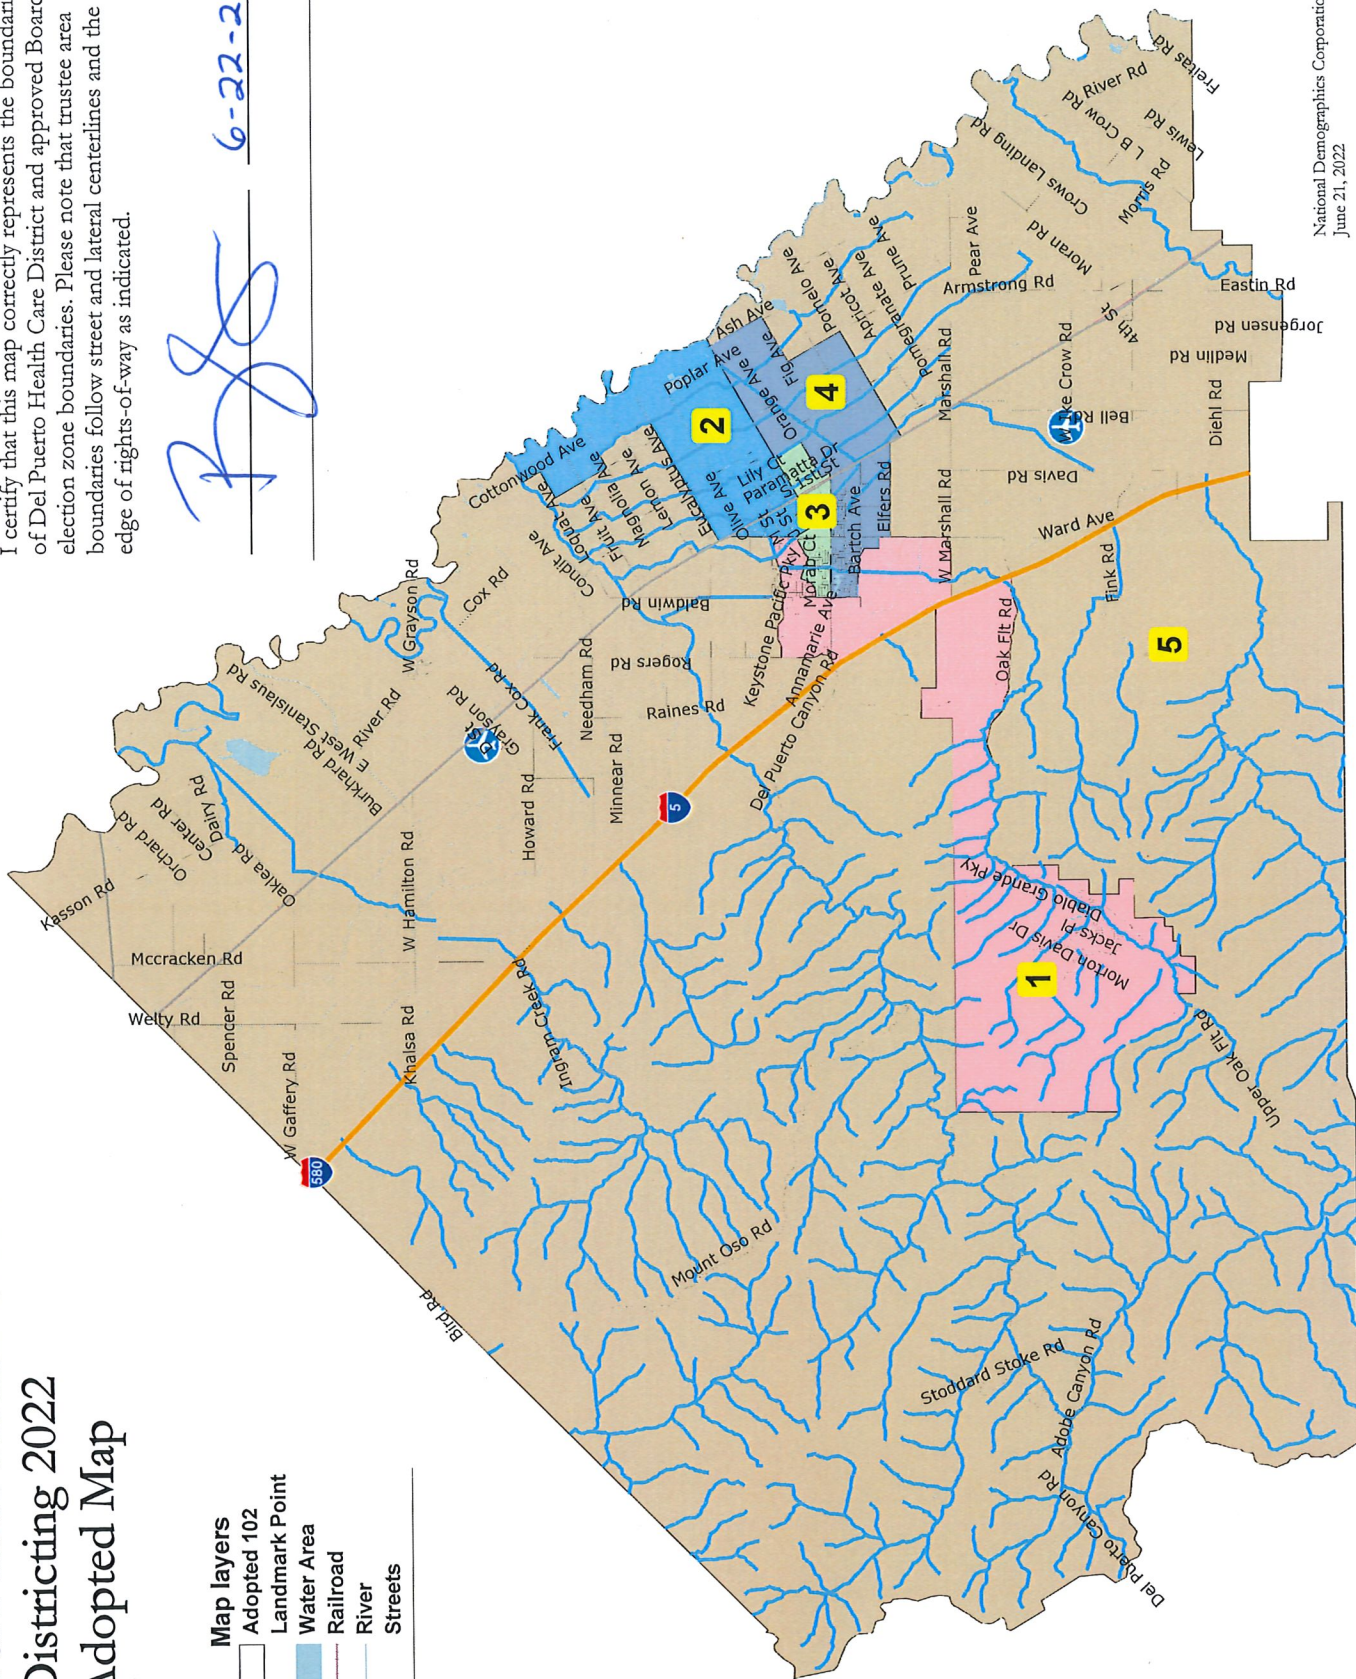 Districting 2022
Adopted Map
I certify that this map correctly represents the
of Del Puerto Health Care District and approved
election zone boundaries. Please note that trustee area
boundaries follow street and lateral centerlines and the
edge of rights-of-way as indicated.
6-22-2
Map layers
Adopted 102
Landmark Point
Water Area
Railroad
River
Streets
Kasson Rd
Orchard Rd
Center Rd
Dairy Rd
Oaklea Rd
Mccracken Rd
Welty Rd
Spencer Rd
W Gaffery Rd
580
Khalsa Rd
W Hamilton Rd
Burkhard Rd
E West Stanislaus Rd
River Rd
W Grayson Rd
Cox Rd
Grayson Rd
Frank Cox Rd
Howard Rd
Needham Rd
Minnear Rd
Ingram Creek Rd
5
Raines Rd
Rogers Rd
Baldwin Rd
Condit Ave
Loquat Ave
Fruit Ave
Magnolia Ave
Lemon Ave
Eucalyptus Ave
Olive Ave
Cottonwood Ave
Poplar Ave
Ash Ave
2
Lily Ct
Orange Ave
Fig Ave
4
3
Keystone Pacific Pky
Annamarie Ave
Bartch Ave
Elfers Rd
Del Puerto Canyon Rd
Pomelo Ave
Apricot Ave
Pomegranate Ave
Prune Ave
Pear Ave
Armstrong Rd
Marshall Rd
W Marshall Rd
Moran Rd
Crows Landing Rd
L B Crow Rd
River Rd
Freitas Rd
Lewis Rd
Morris Rd
4th St
Eastin Rd
Jorgensen Rd
Medlin Rd
Bell Rd
Davis Rd
Diehl Rd
Ward Ave
Fink Rd
Oak Flt Rd
5
Diablo Grande Pky
Jacks Pl
Morton Davis Dr
1
Upper Oak Flt Rd
Bird Rd
Mount Oso Rd
Stoddard Stoke Rd
Adobe Canyon Rd
Del Puerto Canyon Rd
National Demographics
June 21, 2022